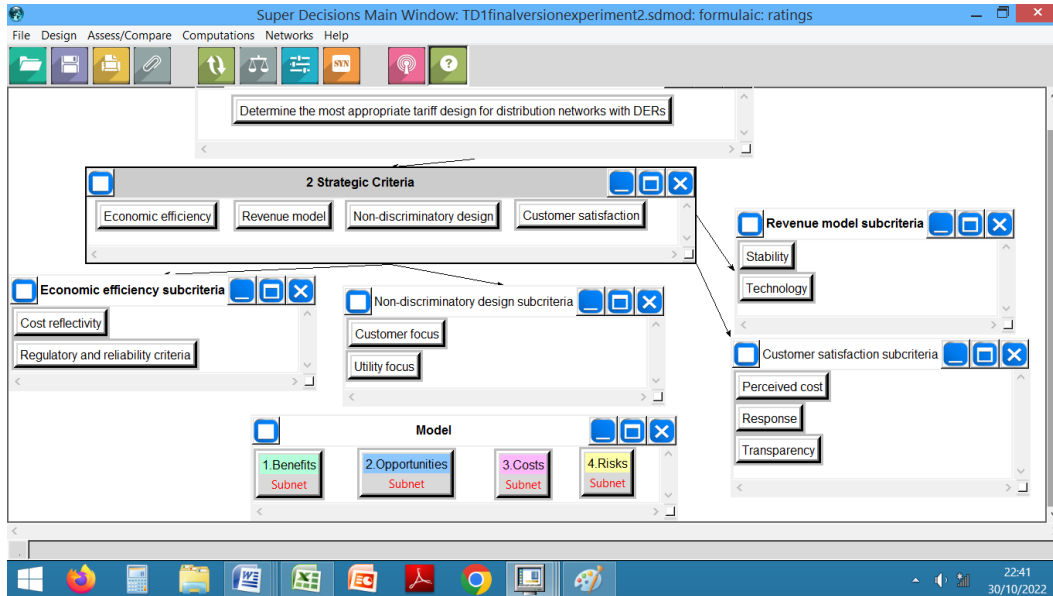 Super Decisions Main Window: TD1finalversionexperiment2.sdmod: formulaic: ratings
File Design Assess/Compare Computations Networks Help
SYN
Determine the most appropriate tariff design for distribution networks with DERs
2 Strategic Criteria
Economic efficiency Revenue model Non-discriminatory design Customer satisfaction
Revenue model subcriteria
Stability
Technology
Economic efficiency subcriteria
Cost reflectivity
Regulatory and reliability criteria
Non-discriminatory design subcriteria
Customer focus
Utility focus
Customer satisfaction subcriteria
Perceived cost
Response
Transparency
Model
1.Benefits 2.Opportunities 3.Costs 4.Risks
Subnet Subnet Subnet Subnet
22:41
30/10/2022